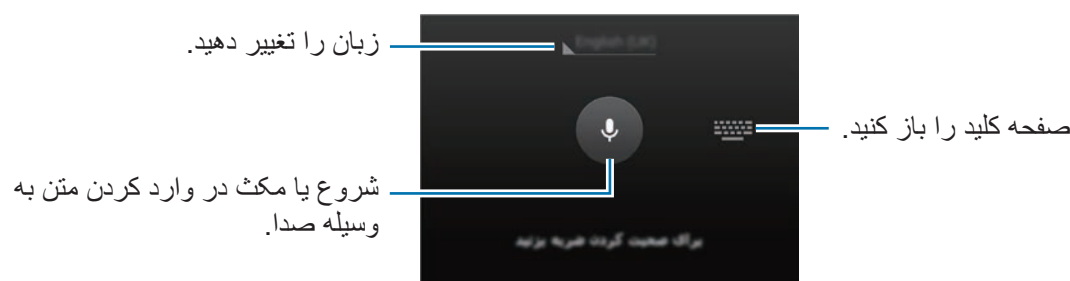 زبان را تغییر دهید.
English (UK)
صفحه کلید را باز کنید.
شروع یا مکث در وارد کردن متن به
وسیله صدا.
برای صحبت کردن ضربه بزنید